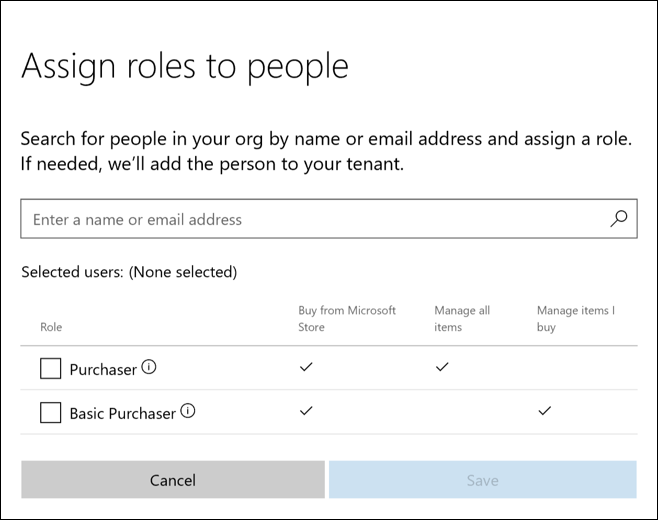 Assign roles to people
Search for people in your org by name or email address and assign a role.
If needed, we’ll add the person to your tenant.
Enter a name or email address
Selected users: (None selected)
Role Buy from Microsoft Store Manage all items Manage items I buy
Purchaser
Basic Purchaser
Cancel Save